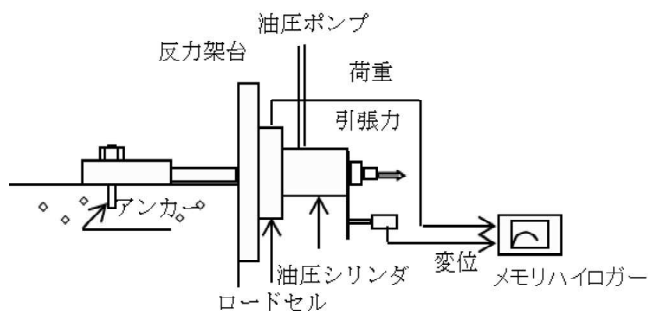 油圧ポンプ
反力架台
荷重
引張力
アンカー
油圧シリンダ
変位
メモリハイロガー
ロードセル